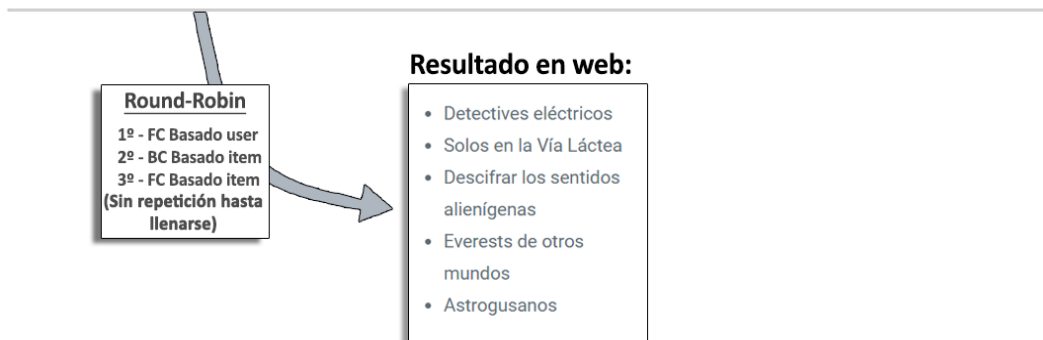 Resultado en web:
Round-Robin
1º - FC Basado user
2º - BC Basado item
3º - FC Basado item
(Sin repetición hasta
llenarse)
• Detectives eléctricos
• Solos en la Vía Láctea
• Descifrar los sentidos
alienígenas
• Everests de otros
mundos
• Astrogusanos